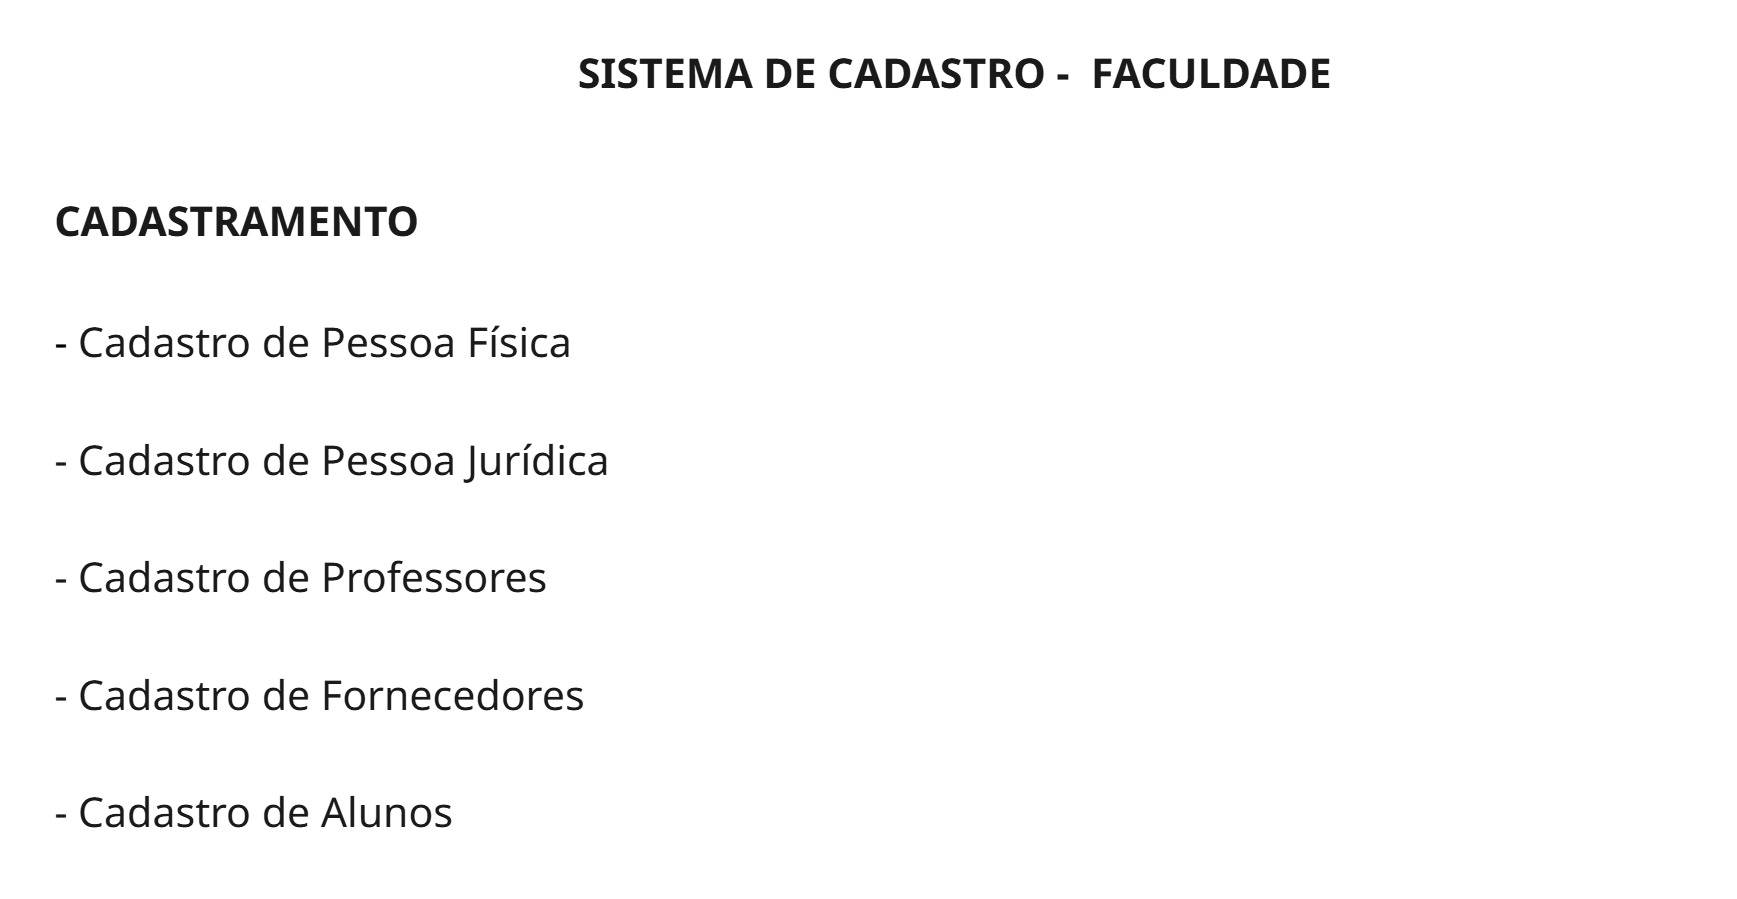 SISTEMA DE CADASTRO -  FACULDADE
CADASTRAMENTO
- Cadastro de Pessoa Física
- Cadastro de Pessoa Jurídica
- Cadastro de Professores
- Cadastro de Fornecedores
- Cadastro de Alunos